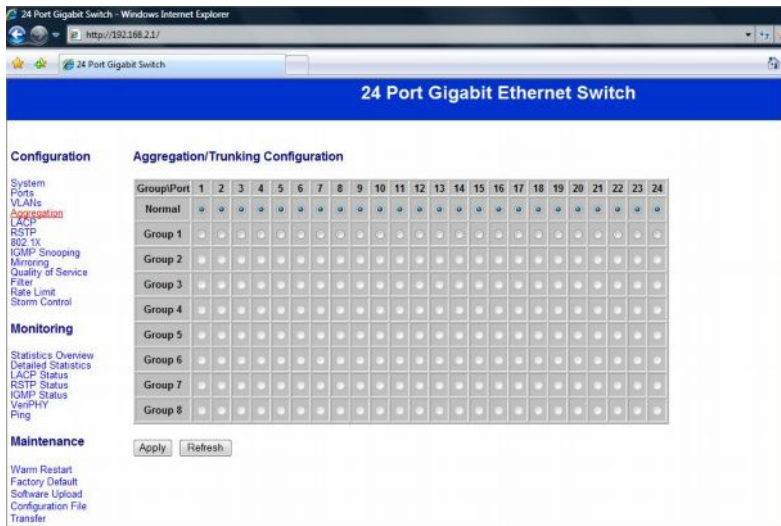 24 Port Gigabit Switch - Windows Internet Explorer
http://192.168.2.1/
24 Port Gigabit Switch
24 Port Gigabit Ethernet Switch
Configuration
System
Ports
VLANs
Aggregation
LACP
RSTP
802.1X
IGMP Snooping
Mirroring
Quality of Service
Filter
Rate Limit
Storm Control
Monitoring
Statistics Overview
Detailed Statistics
LACP Status
RSTP Status
IGMP Status
VeriPHY
Ping
Maintenance
Warm Restart
Factory Default
Software Upload
Configuration File
Transfer
Aggregation/Trunking Configuration
Group\Port 1 2 3 4 5 6 7 8 9 10 11 12 13 14 15 16 17 18 19 20 21 22 23 24
Normal
Group 1
Group 2
Group 3
Group 4
Group 5
Group 6
Group 7
Group 8
Apply Refresh